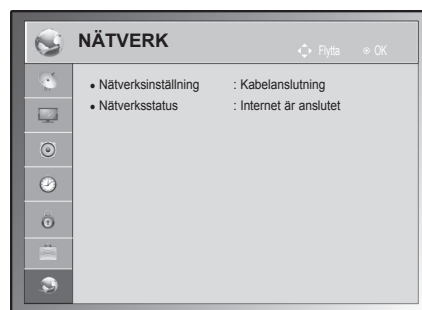 NÄTVERK
Flytta OK
• Nätverksinställning : Kabelanslutning
• Nätverksstatus : Internet är anslutet